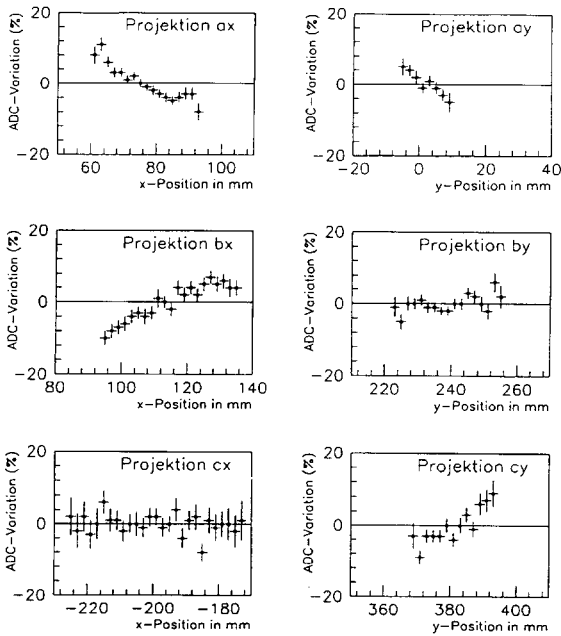 Projektion ax
ADC-Variation (%)
20
0
-20
60
80
100
x-Position in mm
Projektion ay
ADC-Variation (%)
20
0
-20
-20
0
20
40
y-Position in mm
Projektion bx
ADC-Variation (%)
20
0
-20
80
100
120
140
x-Position in mm
Projektion by
ADC-Variation (%)
20
0
-20
220
240
260
y-Position in mm
Projektion cx
ADC-Variation (%)
20
0
-20
-220
-200
-180
x-Position in mm
Projektion cy
ADC-Variation (%)
20
0
-20
360
380
400
y-Position in mm